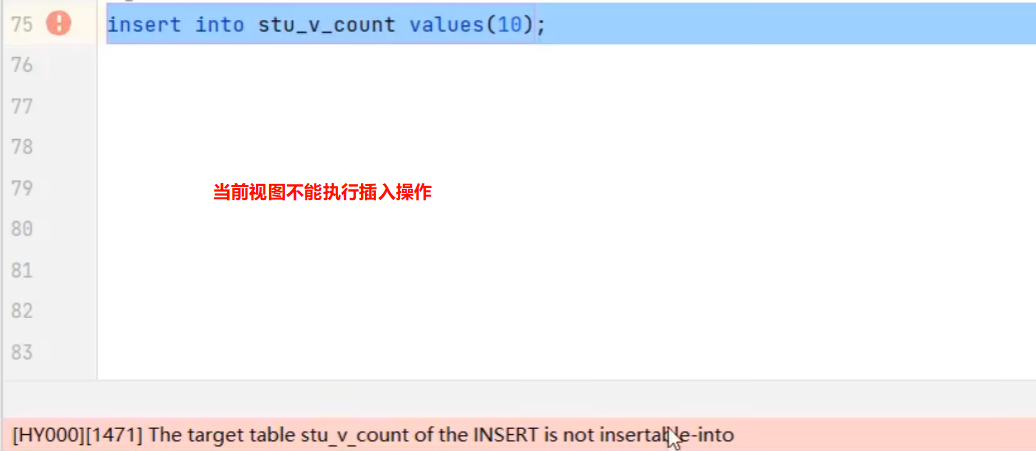 75 insert into stu_v_count values(10);
76
77
78
79 当前视图不能执行插入操作
80
81
82
83
[HY000][1471] The target table stu_v_count of the INSERT is not insertable-into